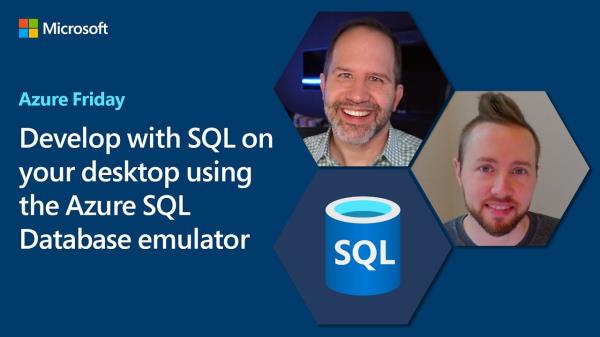 Microsoft
Azure Friday
Develop with SQL on
your desktop using
the Azure SQL
Database emulator
SQL